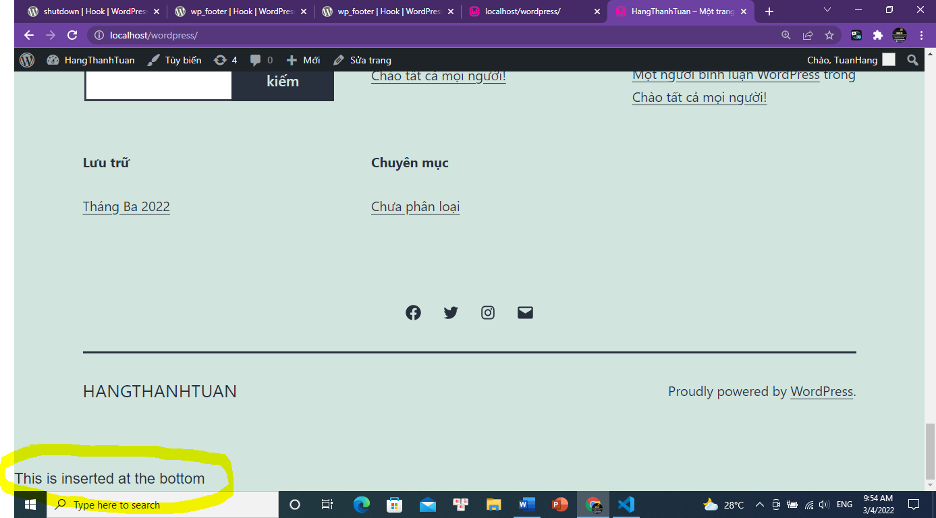 shutdown | Hook | WordPress
wp_footer | Hook | WordPress
wp_footer | Hook | WordPress
localhost/wordpress/
HangThanhTuan – Một trang
localhost/wordpress/
HangThanhTuan Tùy biến 4 0 Mới Sửa trang Chào, TuanHang
kiếm
Chào tất cả mọi người!
Một người bình luận WordPress trong
Chào tất cả mọi người!
Lưu trữ
Tháng Ba 2022
Chuyên mục
Chưa phân loại
HANGTHANHTUAN
Proudly powered by WordPress.
This is inserted at the bottom
Type here to search
28°C
ENG
9:54 AM
3/4/2022